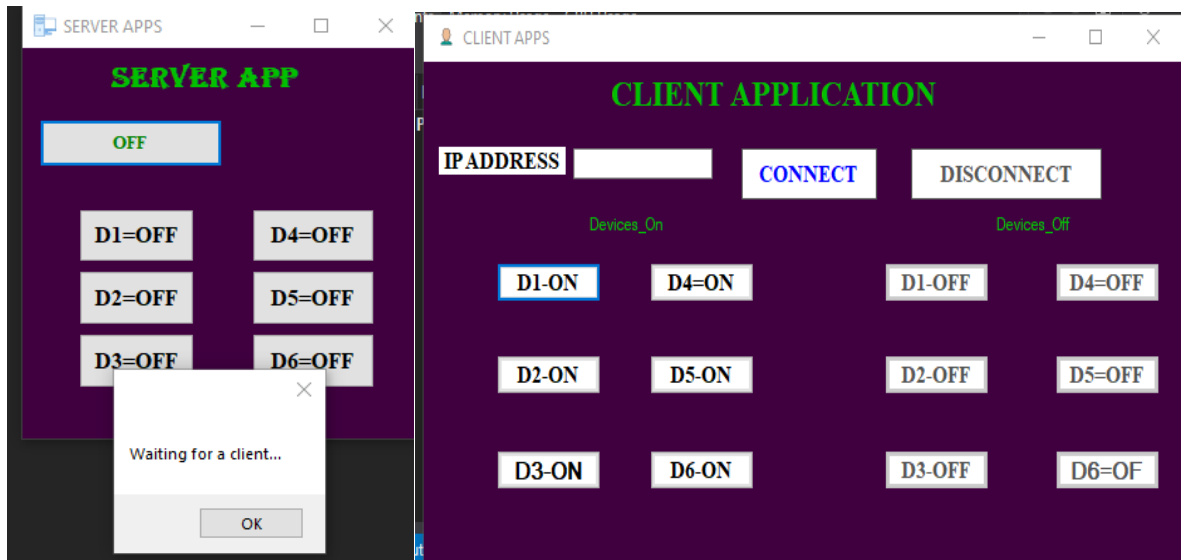 SERVER APPS
SERVER APP
OFF
D1=OFF D4=OFF
D2=OFF D5=OFF
D3=OFF D6=OFF
Waiting for a client...
OK
CLIENT APPS
CLIENT APPLICATION
IP ADDRESS CONNECT DISCONNECT
Devices_On Devices_Off
D1-ON D4=ON D1-OFF D4=OFF
D2-ON D5-ON D2-OFF D5=OFF
D3-ON D6-ON D3-OFF D6=OF